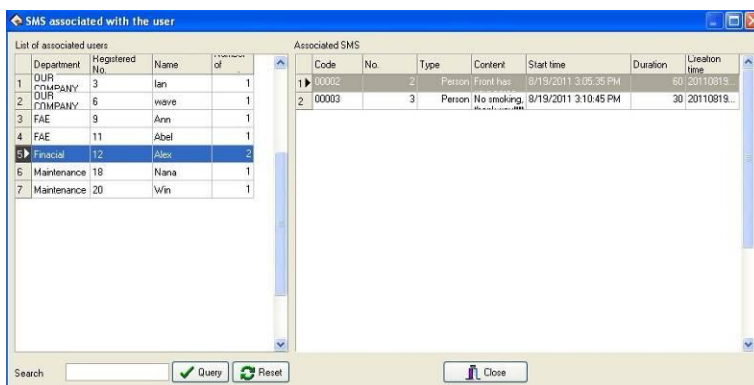 SMS associated with the user
List of associated users
Associated SMS
Department Registered No. Name of
1 OUR COMPANY 3 Ian 1
2 OUR COMPANY 6 wave 1
3 FAE 9 Ann 1
4 FAE 11 Abel 1
5 Finacial 12 Alex 2
6 Maintenance 18 Nana 1
7 Maintenance 20 Win 1
Code No. Type Content Start time Duration Creation time
1 00002 2 Person Front has 8/19/2011 3:05:35 PM 60 20110819...
2 00003 3 Person No smoking, 8/19/2011 3:10:45 PM 30 20110819...
Search Query Reset Close